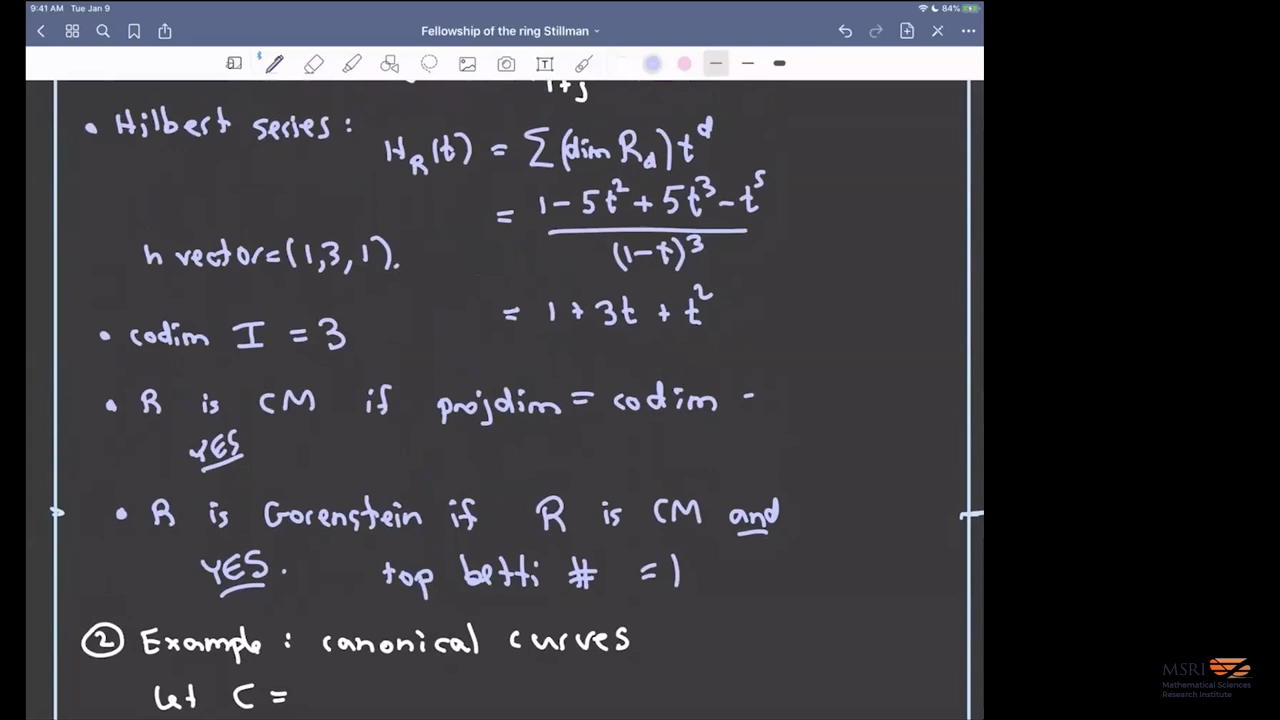 9:41 AM Tue Jan 9
84%
Fellowship of the ring Stillman
i+j
• Hilbert series : H_R(t) = Σ (dim R_d) t^d
= 1 - 5t^2 + 5t^3 - t^5 / (1-t)^3
h vector = (1,3,1).
= 1 + 3t + t^2
• codim I = 3
• R is CM if projdim = codim -
YES
• R is Gorenstein if R is CM and
YES. top betti # = 1
② Example : canonical curves
let C =
MSRI
Mathematical Sciences
Research Institute